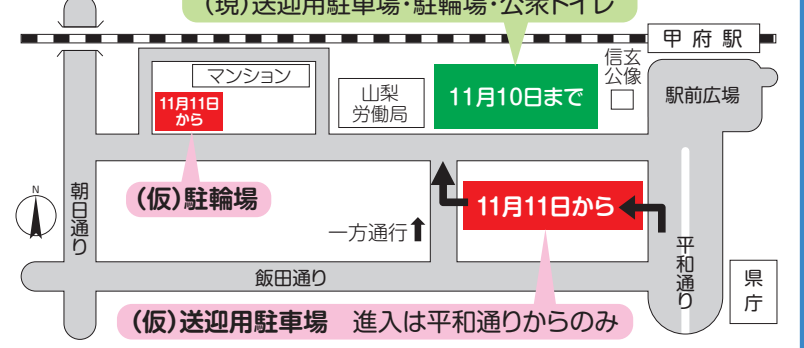 (現)送迎用駐車場・駐輪場・公衆トイレ
甲府駅
マンション
11月11日
から
山梨
労働局
11月10日まで
信玄
公像
駅前広場
(仮)駐輪場
N
朝日通り
一方通行
11月11日から
平和通り
飯田通り
県庁
(仮)送迎用駐車場 進入は平和通りからのみ